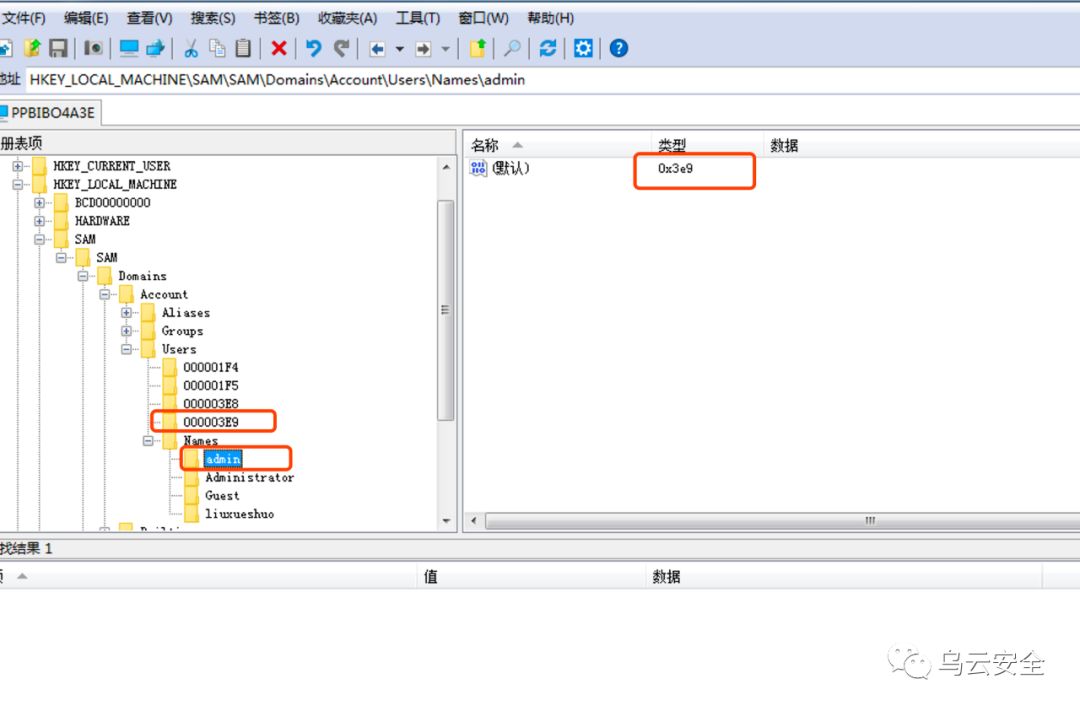 文件(F) 编辑(E) 查看(V) 搜索(S) 书签(B) 收藏夹(A) 工具(T) 窗口(W) 帮助(H)
地址 HKEY_LOCAL_MACHINE\SAM\SAM\Domains\Account\Users\Names\admin
PPBIBO4A3E
册表项
HKEY_CURRENT_USER
HKEY_LOCAL_MACHINE
BCD00000000
HARDWARE
SAM
SAM
Domains
Account
Aliases
Groups
Users
000001F4
000001F5
000003E8
000003E9
Names
admin
Administrator
Guest
liuxueshuo
名称 类型 数据
(默认) 0x3e9
找结果 1
值 数据
乌云安全